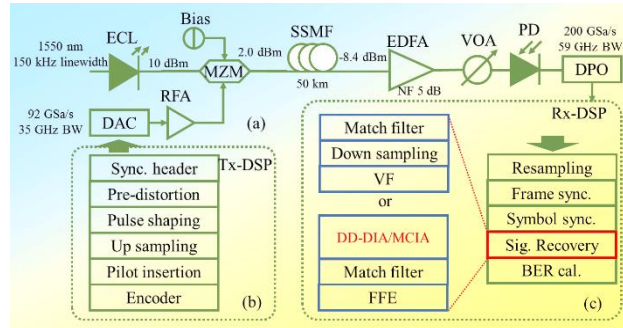 1550 nm
150 kHz linewidth
ECL
10 dBm
Bias
MZM
2.0 dBm
SSMF
50 km
-8.4 dBm
EDFA
NF 5 dB
VOA
PD
200 GSa/s
59 GHz BW
DPO
92 GSa/s
35 GHz BW
DAC
RFA
(a)
Tx-DSP
Sync. header
Pre-distortion
Pulse shaping
Up sampling
Pilot insertion
Encoder
(b)
Rx-DSP
Match filter
Down sampling
VF
or
DD-DIA/MCIA
Match filter
FFE
Resampling
Frame sync.
Symbol sync.
Sig. Recovery
BER cal.
(c)